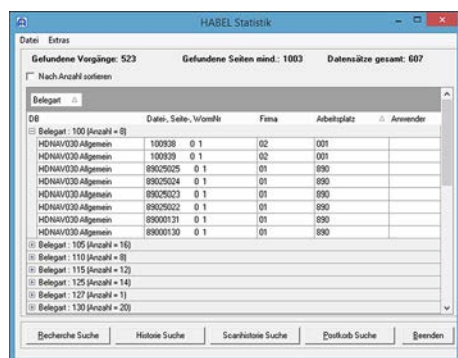 HABEL Statistik
Datei Extras
Gefundene Vorgänge: 523 Gefundene Seiten mind.: 1003 Datensätze gesamt: 607
Nach Anzahl sortieren
Belegart
DB Datei-, Seite-, WormNr Firma Arbeitsplatz Anwender
Belegart : 100 (Anzahl = 8)
HDNAV030 Allgemein 100938 0 1 02 001
HDNAV030 Allgemein 100939 0 1 02 001
HDNAV030 Allgemein 89025025 0 1 01 890
HDNAV030 Allgemein 89025024 0 1 01 890
HDNAV030 Allgemein 89025023 0 1 01 890
HDNAV030 Allgemein 89025022 0 1 01 890
HDNAV030 Allgemein 89000131 0 1 01 890
HDNAV030 Allgemein 89000130 0 1 01 890
Belegart : 105 (Anzahl = 16)
Belegart : 110 (Anzahl = 8)
Belegart : 115 (Anzahl = 12)
Belegart : 125 (Anzahl = 14)
Belegart : 127 (Anzahl = 1)
Belegart : 130 (Anzahl = 20)
Recherche Suche Historie Suche Scanhistorie Suche Postkorb Suche Beenden